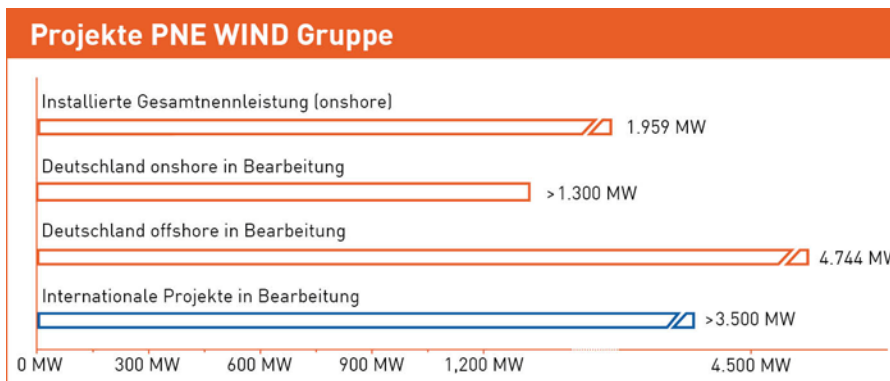 Projekte PNE WIND Gruppe
Installierte Gesamtnennleistung (onshore)
1.959 MW
Deutschland onshore in Bearbeitung
>1.300 MW
Deutschland offshore in Bearbeitung
4.744 MW
Internationale Projekte in Bearbeitung
>3.500 MW
0 MW 300 MW 600 MW 900 MW 1,200 MW 4.500 MW